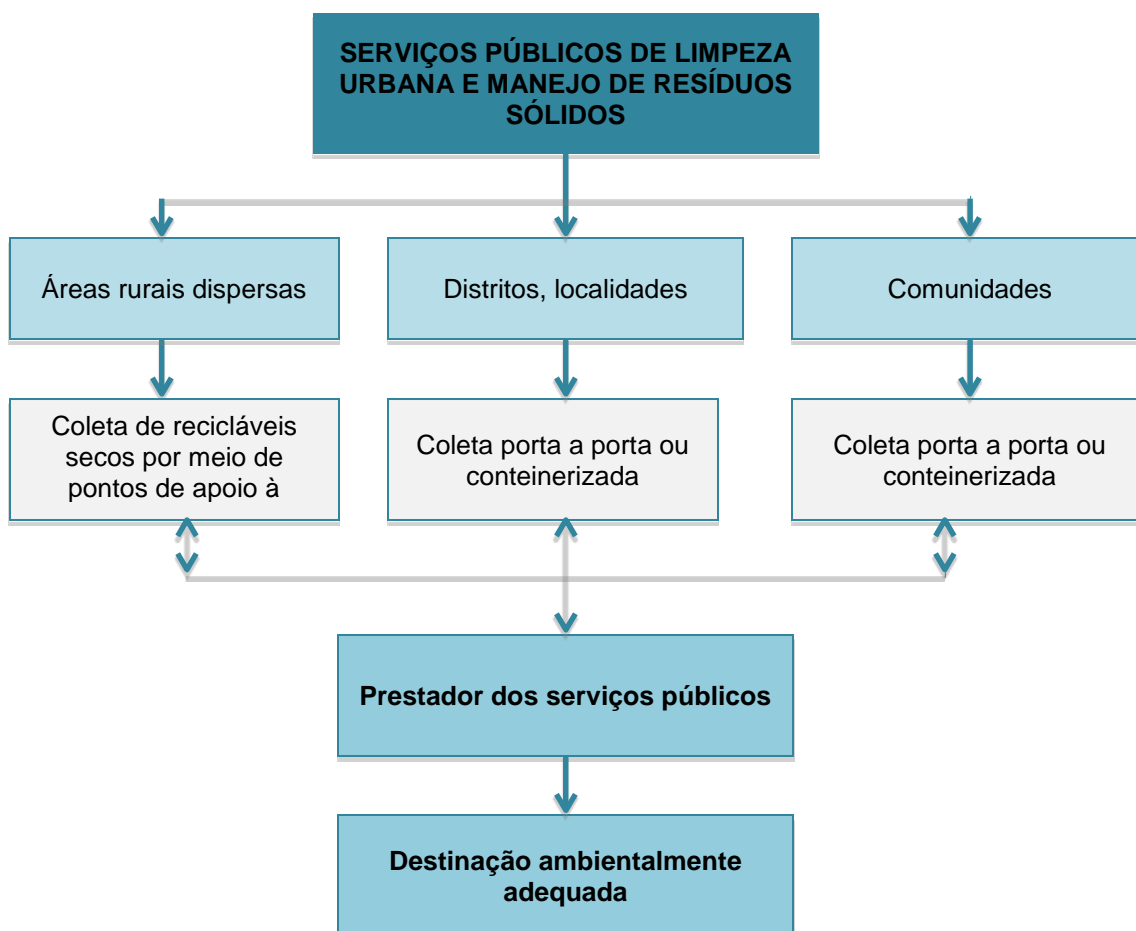 SERVIÇOS PÚBLICOS DE LIMPEZA
URBANA E MANEJO DE RESÍDUOS
SÓLIDOS
Áreas rurais dispersas
Distritos, localidades
Comunidades
Coleta de recicláveis
secos por meio de
pontos de apoio à
Coleta porta a porta ou
conteinerizada
Coleta porta a porta ou
conteinerizada
Prestador dos serviços públicos
Destinação ambientalmente
adequada